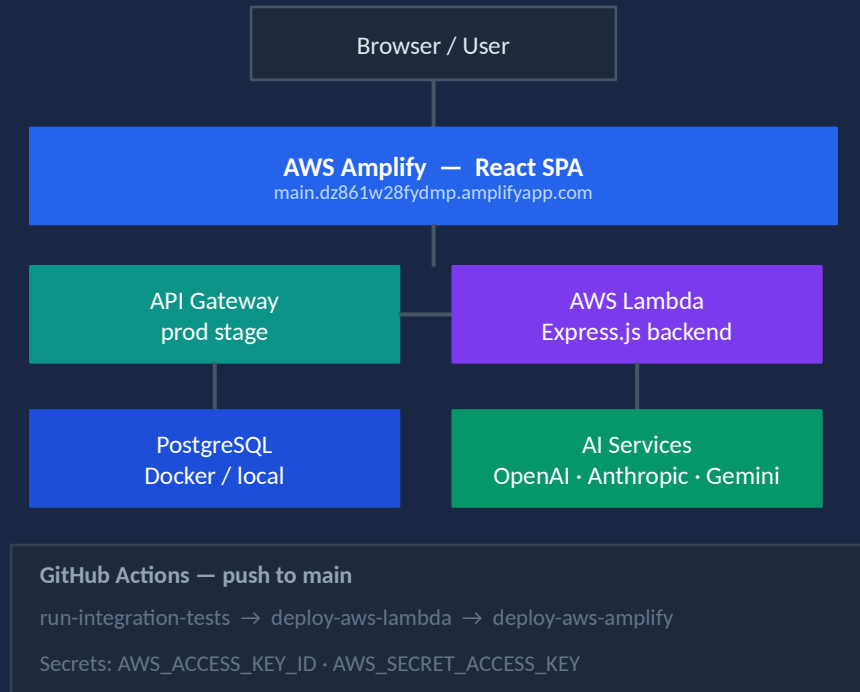 Browser / User
AWS Amplify — React SPA
main.dz861w28fydmp.amplifyapp.com
API Gateway
prod stage
AWS Lambda
Express.js backend
PostgreSQL
Docker / local
AI Services
OpenAI · Anthropic · Gemini
GitHub Actions — push to main
run-integration-tests → deploy-aws-lambda → deploy-aws-amplify
Secrets: AWS_ACCESS_KEY_ID · AWS_SECRET_ACCESS_KEY